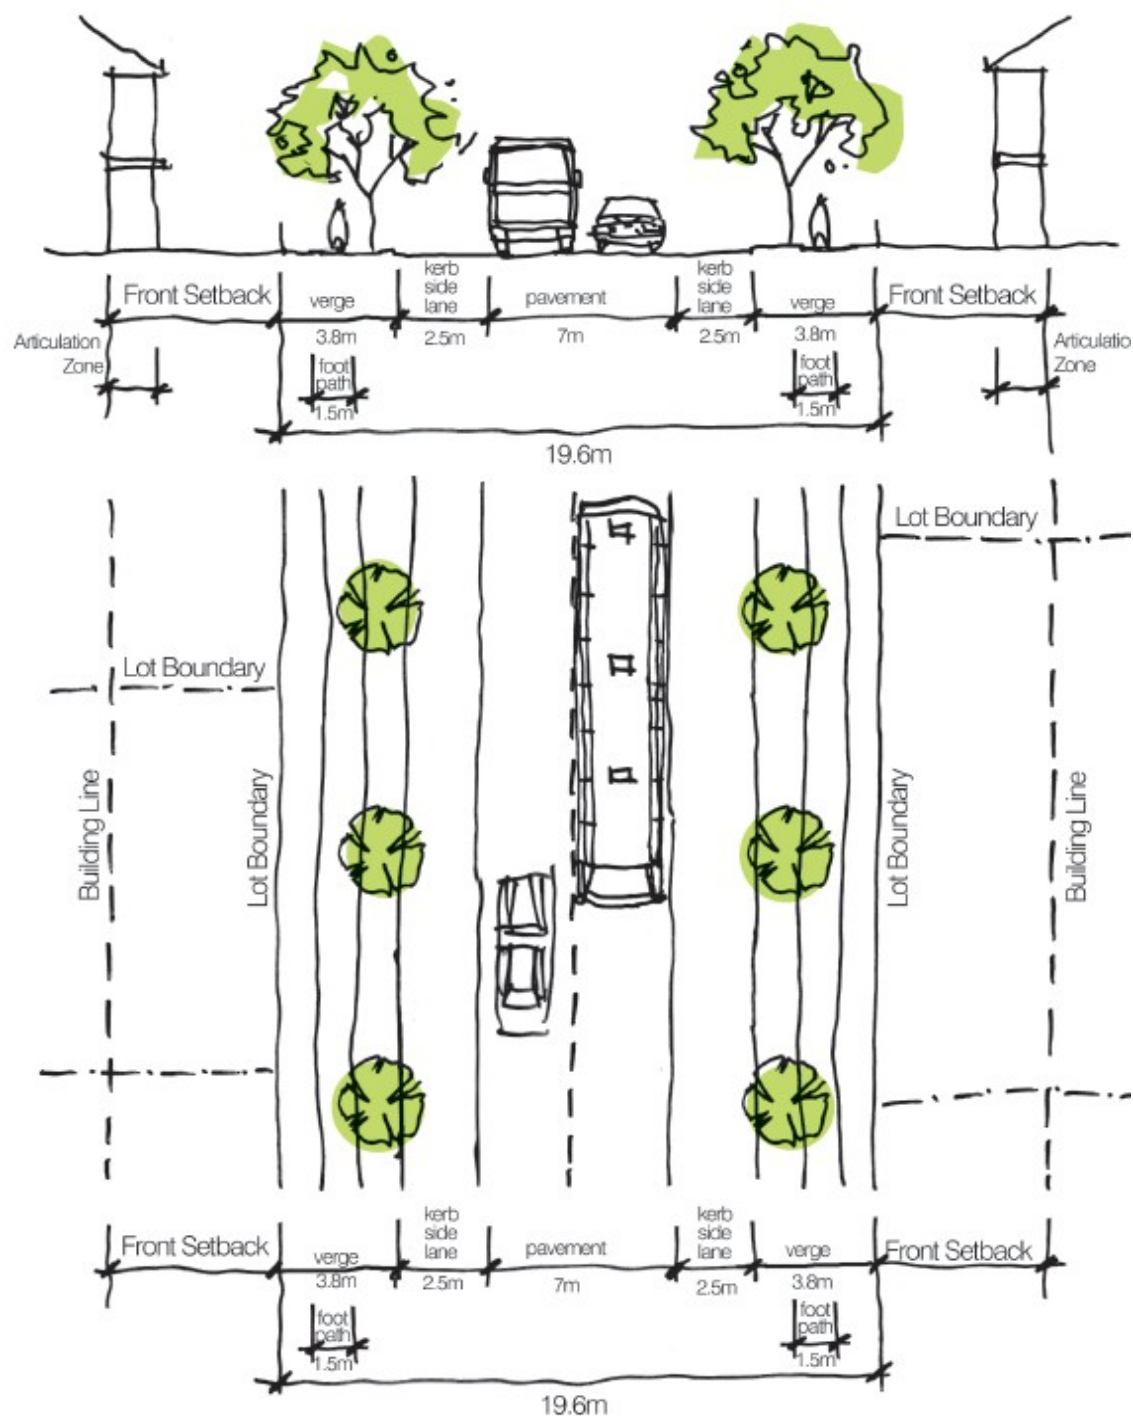 kerb
side
lane
kerb
side
lane
Front Setback
verge
pavement
verge
Front Setback
3.8m
2.5m
7m
2.5m
3.8m
Articulation
Zone
Articulatio
Zone
foot
path
1.5m
foot
path
1.5m
19.6m
Lot Boundary
Lot Boundary
Building Line
Lot Boundary
Lot Boundary
Building Line
kerb
side
lane
kerb
side
lane
Front Setback
verge
pavement
verge
Front Setback
3.8m
2.5m
7m
2.5m
3.8m
foot
path
1.5m
foot
path
1.5m
19.6m